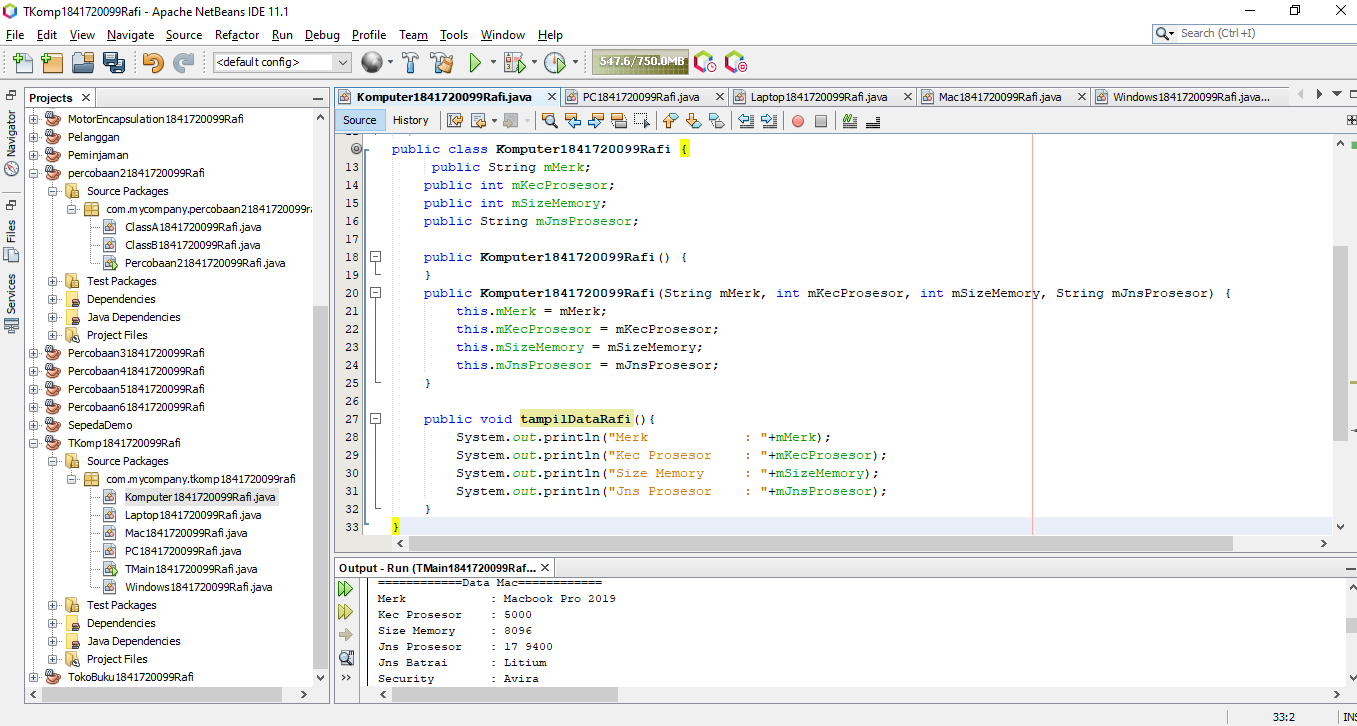 TKomp1841720099Rafi - Apache NetBeans IDE 11.1
File Edit View Navigate Source Refactor Run Debug Profile Team Tools Window Help
Search (Ctrl+I)
<default config>
547.6/750.0MB
Navigator
Files
Services
Projects
MotorEncapsulation1841720099Rafi
Pelanggan
Peminjaman
percobaan21841720099Rafi
Source Packages
com.mycompany.percobaan21841720099r
ClassA1841720099Rafi.java
ClassB1841720099Rafi.java
Percobaan21841720099Rafi.java
Test Packages
Dependencies
Java Dependencies
Project Files
Percobaan31841720099Rafi
Percobaan41841720099Rafi
Percobaan51841720099Rafi
Percobaan61841720099Rafi
SepedaDemo
TKomp1841720099Rafi
Source Packages
com.mycompany.tkomp1841720099rafi
Komputer1841720099Rafi.java
Laptop1841720099Rafi.java
Mac1841720099Rafi.java
PC1841720099Rafi.java
TMain1841720099Rafi.java
Windows1841720099Rafi.java
Test Packages
Dependencies
Java Dependencies
Project Files
TokoBuku1841720099Rafi
Komputer1841720099Rafi.java PC1841720099Rafi.java Laptop1841720099Rafi.java Mac1841720099Rafi.java Windows1841720099Rafi.java...
Source History
public class Komputer1841720099Rafi {
13 public String mMerk;
14 public int mKecProsesor;
15 public int mSizeMemory;
16 public String mJnsProsesor;
17
18 public Komputer1841720099Rafi() {
19 }
20 public Komputer1841720099Rafi(String mMerk, int mKecProsesor, int mSizeMemory, String mJnsProsesor) {
21 this.mMerk = mMerk;
22 this.mKecProsesor = mKecProsesor;
23 this.mSizeMemory = mSizeMemory;
24 this.mJnsProsesor = mJnsProsesor;
25 }
26
27 public void tampilDataRafi(){
28 System.out.println("Merk : "+mMerk);
29 System.out.println("Kec Prosesor : "+mKecProsesor);
30 System.out.println("Size Memory : "+mSizeMemory);
31 System.out.println("Jns Prosesor : "+mJnsProsesor);
32 }
33 }
Output - Run (TMain1841720099Raf...
============Data Mac============
Merk : Macbook Pro 2019
Kec Prosesor : 5000
Size Memory : 8096
Jns Prosesor : 17 9400
Jns Batrai : Litium
Security : Avira
33:2
INS